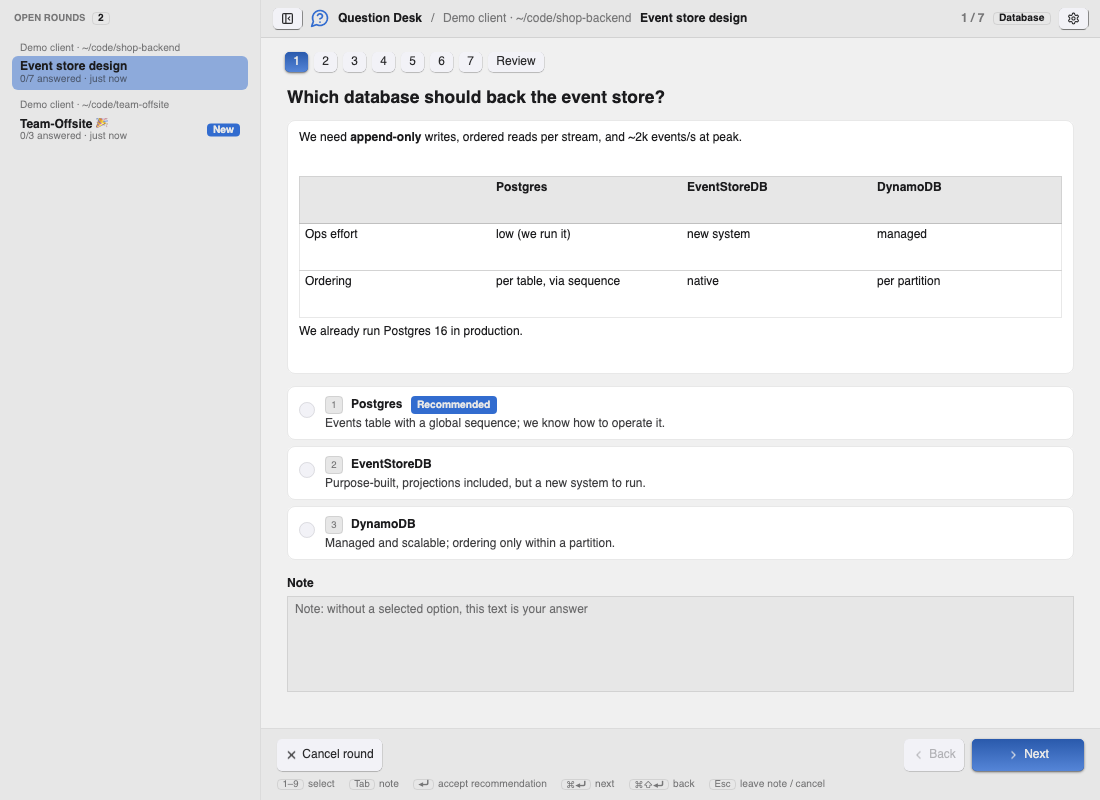 OPEN ROUNDS 2
Demo client · ~/code/shop-backend
Event store design
0/7 answered · just now
Demo client · ~/code/team-offsite
Team-Offsite 🎉
0/3 answered · just now
New
Question Desk / Demo client · ~/code/shop-backend Event store design
1 / 7 Database
1 2 3 4 5 6 7 Review
Which database should back the event store?
We need append-only writes, ordered reads per stream, and ~2k events/s at peak.
Postgres EventStoreDB DynamoDB
Ops effort low (we run it) new system managed
Ordering per table, via sequence native per partition
We already run Postgres 16 in production.
1 Postgres Recommended
Events table with a global sequence; we know how to operate it.
2 EventStoreDB
Purpose-built, projections included, but a new system to run.
3 DynamoDB
Managed and scalable; ordering only within a partition.
Note
Note: without a selected option, this text is your answer
Cancel round
Back
Next
1–9 select Tab note ↵ accept recommendation ⌘↵ next ⌘⇧↵ back Esc leave note / cancel